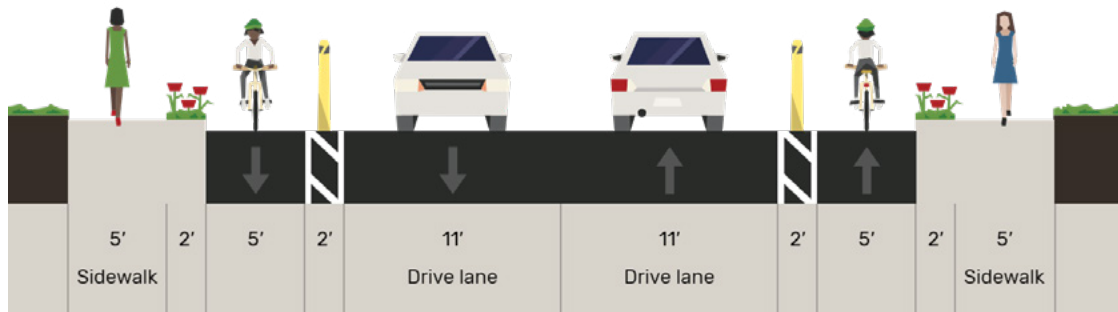 5’ 2’ 5’ 2’ 11’ 11’ 2’ 5’ 2’ 5’
Sidewalk Drive lane Drive lane Sidewalk